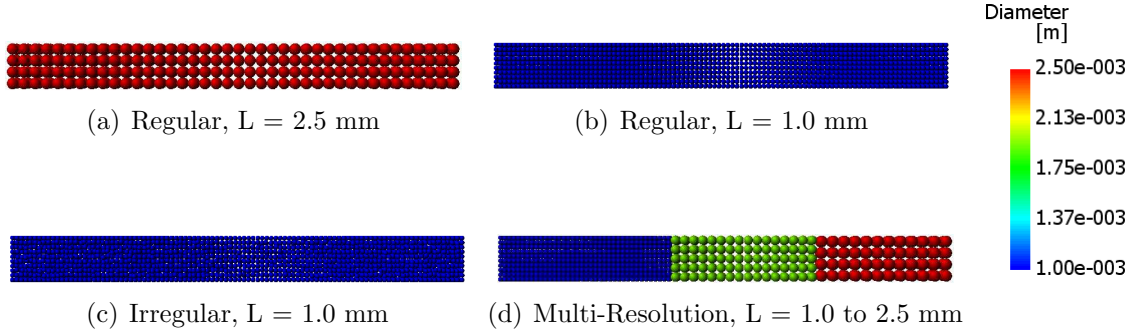 Diameter
[m]
2.50e-003
2.13e-003
1.75e-003
1.37e-003
1.00e-003
(a) Regular, L = 2.5 mm
(b) Regular, L = 1.0 mm
(c) Irregular, L = 1.0 mm
(d) Multi-Resolution, L = 1.0 to 2.5 mm